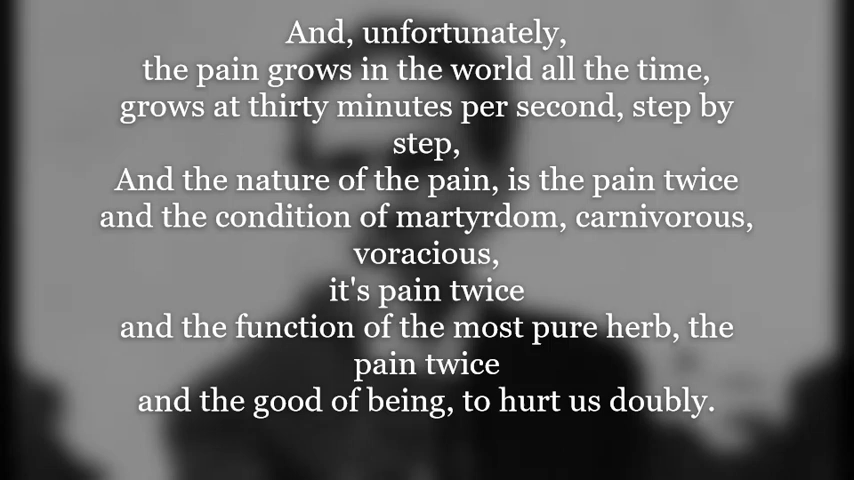 And, unfortunately,
the pain grows in the world all the time,
grows at thirty minutes per second, step by
step,
And the nature of the pain, is the pain twice
and the condition of martyrdom, carnivorous,
voracious,
it's pain twice
and the function of the most pure herb, the
pain twice
and the good of being, to hurt us doubly.